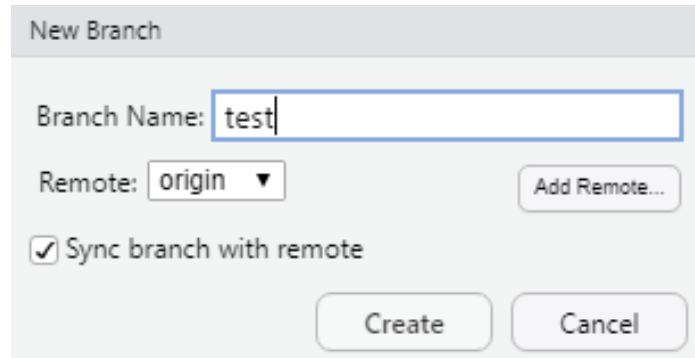 New Branch
Branch Name: test
Remote: origin Add Remote...
Sync branch with remote
Create Cancel